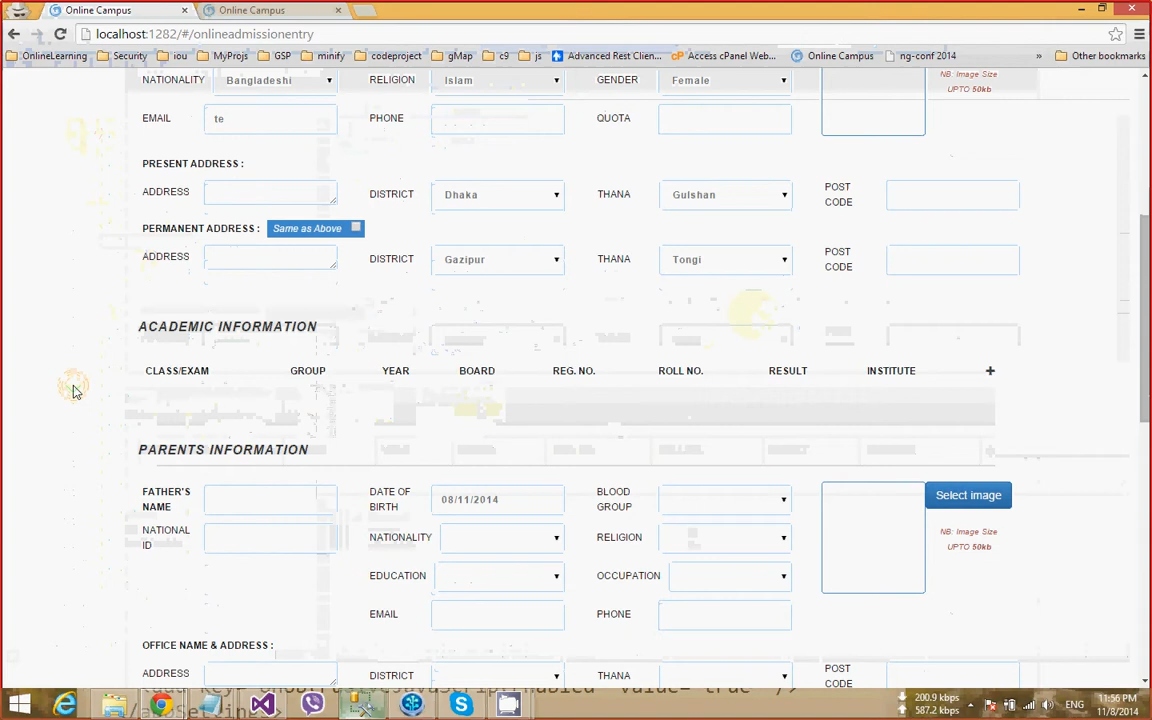 Online Campus
Online Campus
localhost:1282/#/onlineadmissionentry
OnlineLearning Security iou MyProjs GSP minify codeproject gMap c9 js Advanced Rest Clien... Access cPanel Web... Online Campus ng-conf 2014 » Other bookmarks
NATIONALITY Bangladeshi RELIGION Islam GENDER Female
NB: Image Size
UPTO 50kb
EMAIL te PHONE QUOTA
PRESENT ADDRESS :
ADDRESS DISTRICT Dhaka THANA Gulshan POST CODE
PERMANENT ADDRESS : Same as Above
ADDRESS DISTRICT Gazipur THANA Tongi POST CODE
ACADEMIC INFORMATION
CLASS/EXAM GROUP YEAR BOARD REG. NO. ROLL NO. RESULT INSTITUTE +
PARENTS INFORMATION
FATHER'S NAME DATE OF BIRTH 08/11/2014 BLOOD GROUP Select image
NATIONAL ID NATIONALITY RELIGION NB: Image Size
UPTO 50kb
EDUCATION OCCUPATION
EMAIL PHONE
OFFICE NAME & ADDRESS :
ADDRESS DISTRICT THANA POST CODE
200.9 kbps
587.2 kbps
ENG
11:56 PM
11/8/2014